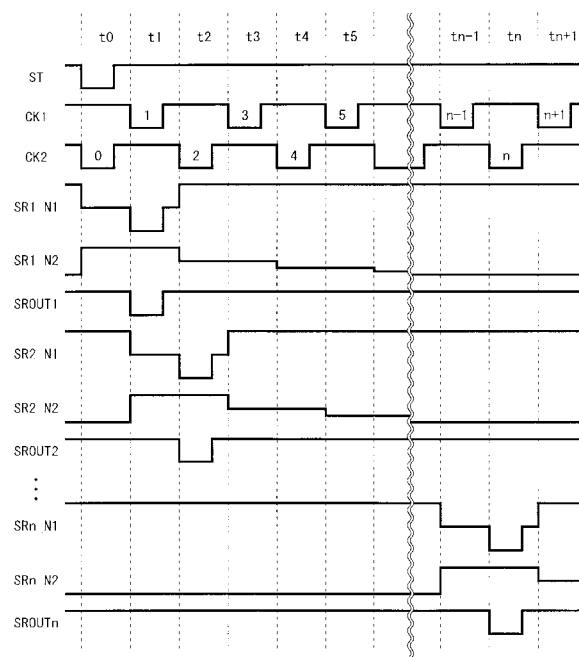 t0 t1 t2 t3 t4 t5 tn-1 tn tn+1
ST
CK1 1 3 5 n-1 n+1
CK2 0 2 4 n
SR1 N1
SR1 N2
SROUT1
SR2 N1
SR2 N2
SROUT2
⋮
SRn N1
SRn N2
SROUTn